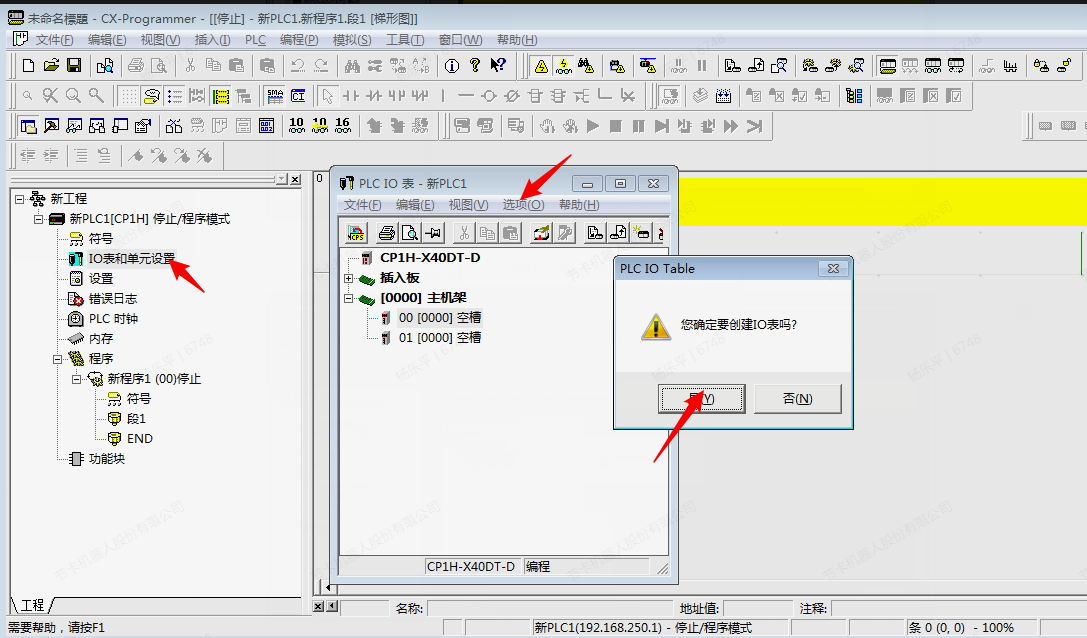 未命名標題 - CX-Programmer - [[停止] - 新PLC1.新程序1.段1 [梯形图]]
文件(F) 编辑(E) 视图(V) 插入(I) PLC 编程(P) 模拟(S) 工具(T) 窗口(W) 帮助(H)
10 10 16
新工程
新PLC1[CP1H] 停止/程序模式
符号
IO表和单元设置
设置
错误日志
PLC 时钟
内存
程序
新程序1 (00)停止
符号
段1
END
功能块
工程
0
PLC IO 表 - 新PLC1
文件(F) 编辑(E) 视图(V) 选项(O) 帮助(H)
CP1H-X40DT-D
插入板
[0000] 主机架
00 [0000] 空槽
01 [0000] 空槽
CP1H-X40DT-D 编程
PLC IO Table
您确定要创建IO表吗?
(Y) 否(N)
名称: 地址值: 注释:
需要帮助，请按F1
新PLC1(192.168.250.1) - 停止/程序模式
条 0 (0, 0) - 100%